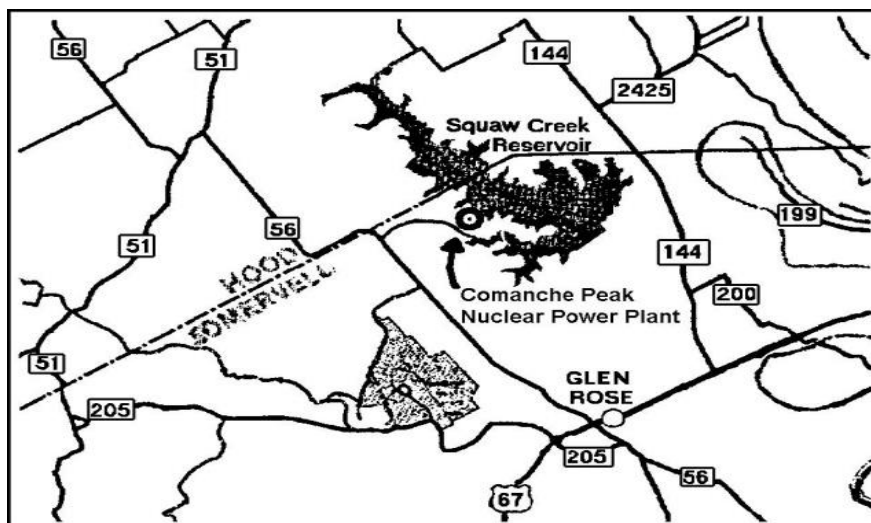 56
51
144
2425
Squaw Creek
Reservoir
199
51
56
144
HOOD
SOMERVELL
200
Comanche Peak
Nuclear Power Plant
51
GLEN
ROSE
205
205
56
67